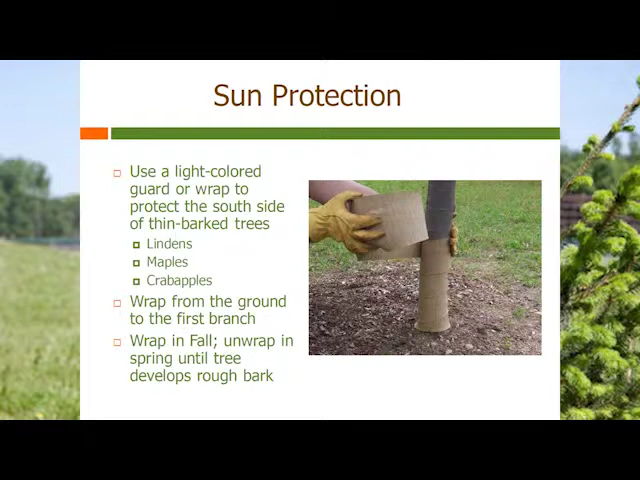 Sun Protection
Use a light-colored
guard or wrap to
protect the south side
of thin-barked trees
Lindens
Maples
Crabapples
Wrap from the ground
to the first branch
Wrap in Fall; unwrap in
spring until tree
develops rough bark